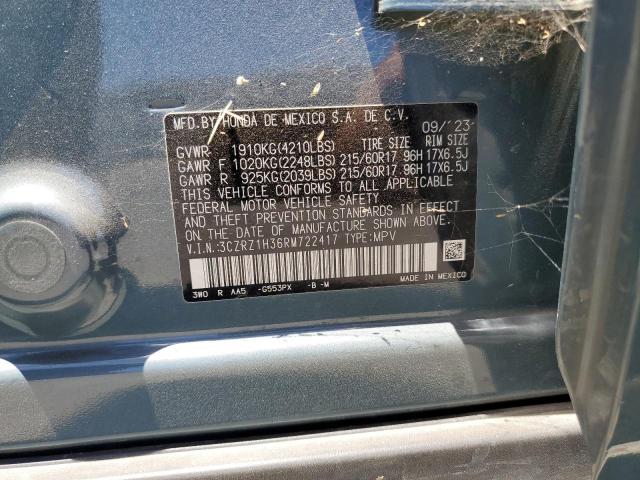 MFD.BY HONDA DE MEXICO S.A. DE C.V.
09/'23
GVWR 1910KG(4210LBS) TIRE SIZE RIM SIZE
GAWR F 1020KG(2248LBS) 215/60R17 96H 17X6.5J
GAWR R 925KG(2039LBS) 215/60R17 96H 17X6.5J
THIS VEHICLE CONFORMS TO ALL APPLICABLE
FEDERAL MOTOR VEHICLE SAFETY
AND THEFT PREVENTION STANDARDS IN EFFECT
ON THE DATE OF MANUFACTURE SHOWN ABOVE.
V.I.N:3CZRZ1H36RM722417 TYPE:MPV
3WO R AA5 -G553PX -B -M
MADE IN MEXICO